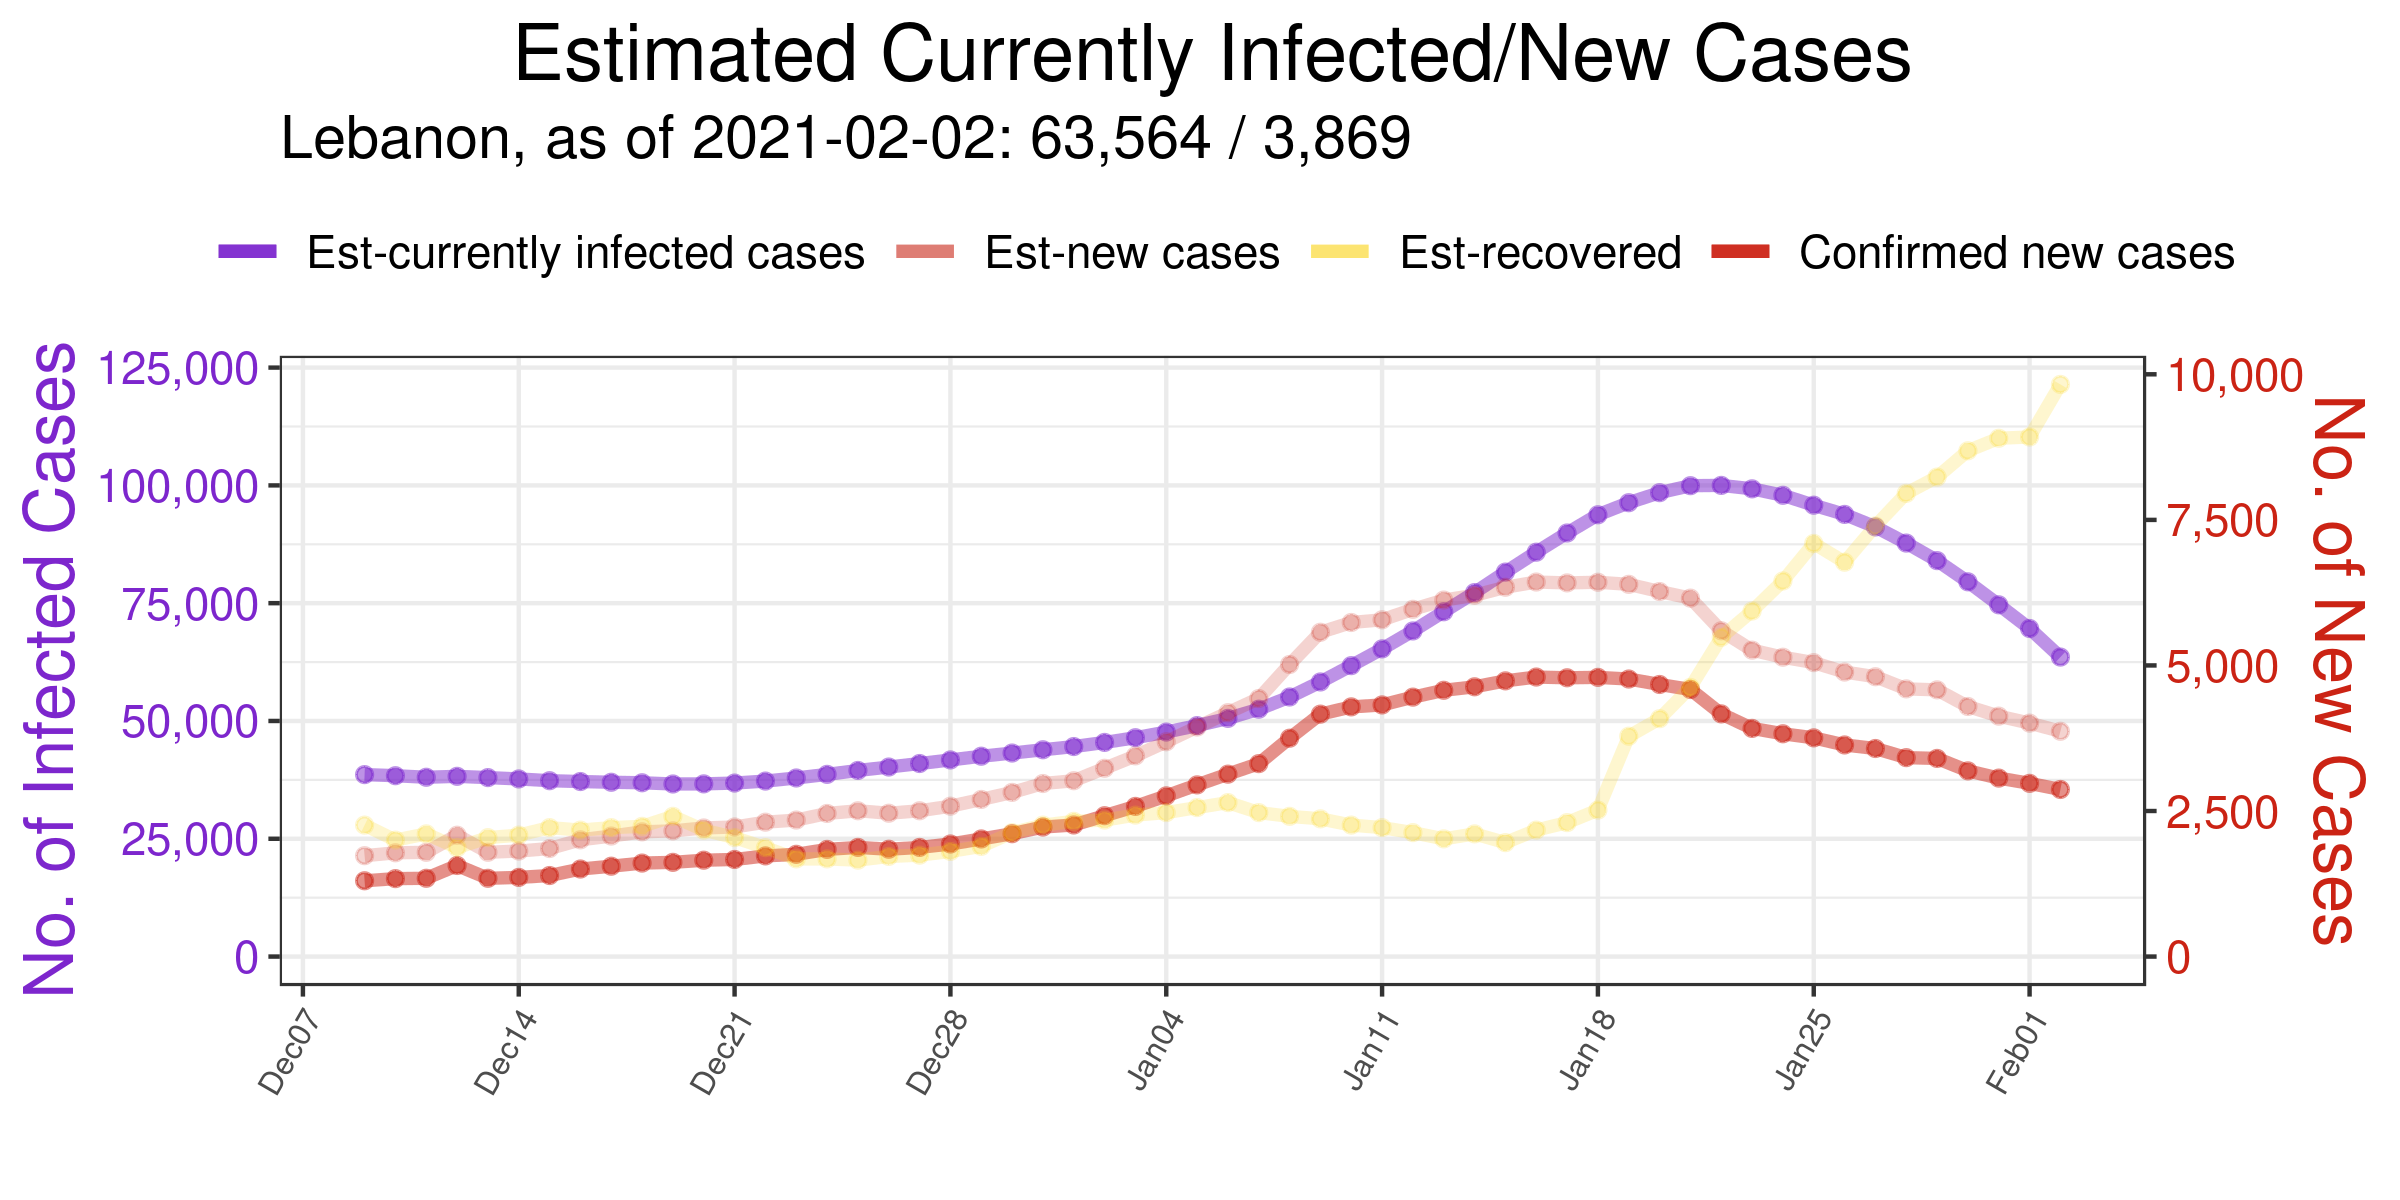 Estimated Currently Infected/New Cases
Lebanon, as of 2021-02-02: 63,564 / 3,869
Est-currently infected cases Est-new cases Est-recovered Confirmed new cases
No. of Infected Cases
125,000
100,000
75,000
50,000
25,000
0
10,000
7,500
5,000
2,500
0
No. of New Cases
Dec07 Dec14 Dec21 Dec28 Jan04 Jan11 Jan18 Jan25 Feb01